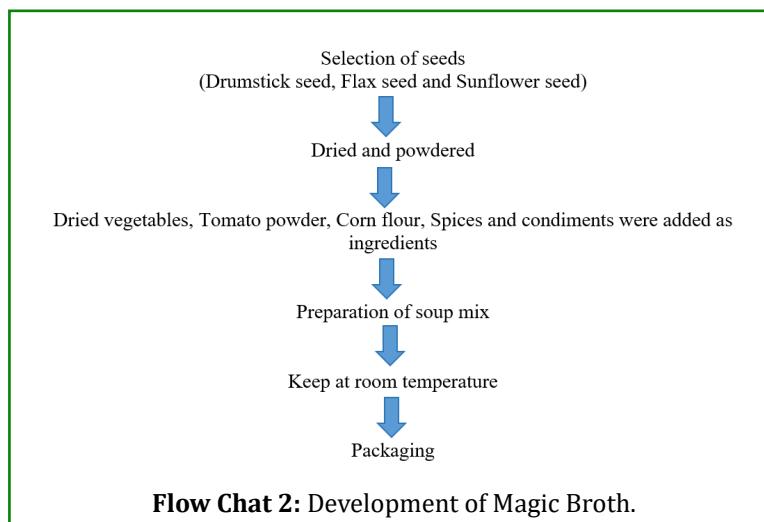 Selection of seeds
(Drumstick seed, Flax seed and Sunflower seed)
Dried and powdered
Dried vegetables, Tomato powder, Corn flour, Spices and condiments were added as
ingredients
Preparation of soup mix
Keep at room temperature
Packaging
Flow Chat 2: Development of Magic Broth.